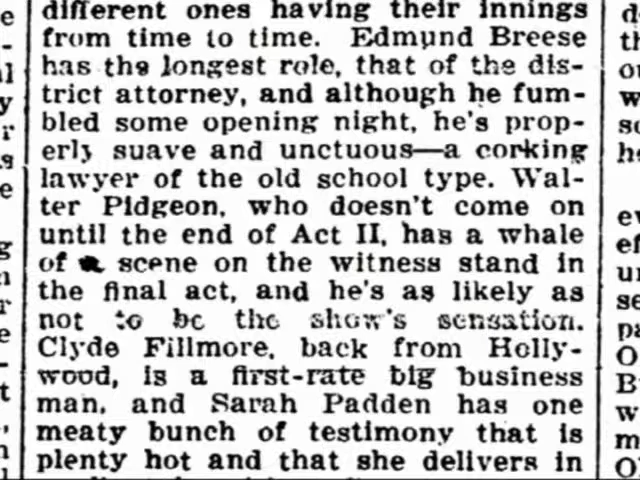 different ones having their innings
from time to time. Edmund Breese
has the longest role, that of the dis-
trict attorney, and although he fum-
bled some opening night, he's prop-
erly suave and unctuous—a corking
lawyer of the old school type. Wal-
ter Pidgeon, who doesn't come on
until the end of Act II, has a whale
of a scene on the witness stand in
the final act, and he's as likely as
not to be the show's sensation.
Clyde Fillmore, back from Holly-
wood, is a first-rate big business
man, and Sarah Padden has one
meaty bunch of testimony that is
plenty hot and that she delivers in